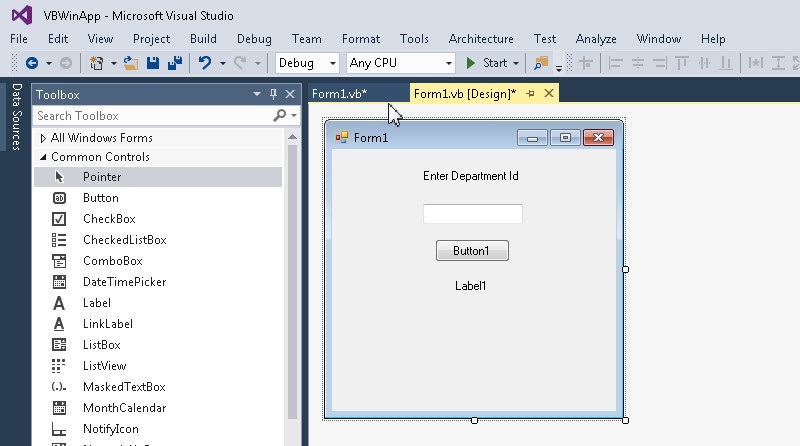 VBWinApp - Microsoft Visual Studio
File Edit View Project Build Debug Team Format Tools Architecture Test Analyze Window Help
Debug Any CPU Start
Data Sources
Toolbox
Search Toolbox
All Windows Forms
Common Controls
Pointer
Button
CheckBox
CheckedListBox
ComboBox
DateTimePicker
Label
LinkLabel
ListBox
ListView
MaskedTextBox
MonthCalendar
NotifyIcon
Form1.vb* Form1.vb [Design]*
Form1
Enter Department Id
Button1
Label1